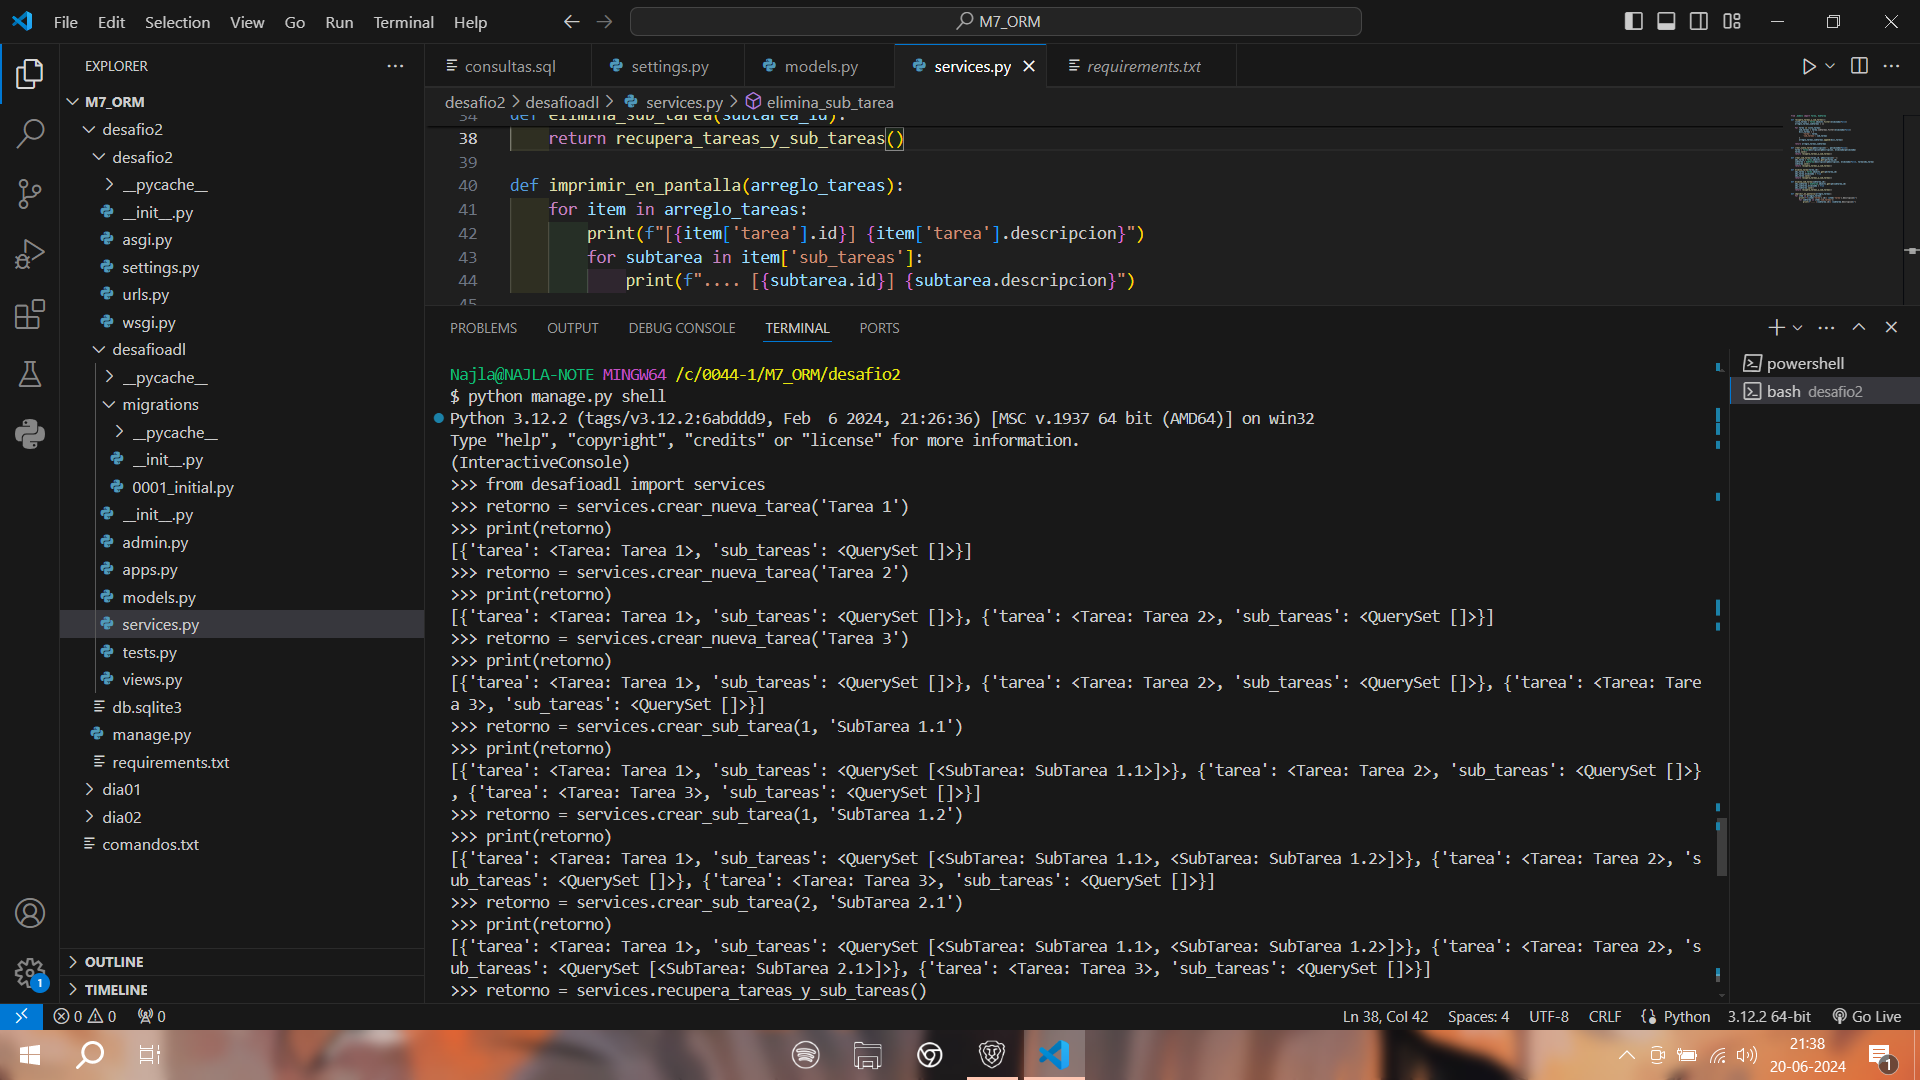 File Edit Selection View Go Run Terminal Help
M7_ORM
EXPLORER
M7_ORM
desafio2
desafio2
__pycache__
__init__.py
asgi.py
settings.py
urls.py
wsgi.py
desafioadl
__pycache__
migrations
__pycache__
__init__.py
0001_initial.py
__init__.py
admin.py
apps.py
models.py
services.py
tests.py
views.py
db.sqlite3
manage.py
requirements.txt
dia01
dia02
comandos.txt
OUTLINE
TIMELINE
consultas.sql settings.py models.py services.py requirements.txt
desafio2 > desafioadl > services.py > elimina_sub_tarea
34 def elimina_sub_tarea(subtarea_id):
38 return recupera_tareas_y_sub_tareas()
39
40 def imprimir_en_pantalla(arreglo_tareas):
41 for item in arreglo_tareas:
42 print(f"[{item['tarea'].id}] {item['tarea'].descripcion}")
43 for subtarea in item['sub_tareas']:
44 print(f".... [{subtarea.id}] {subtarea.descripcion}")
45
PROBLEMS OUTPUT DEBUG CONSOLE TERMINAL PORTS
powershell
bash desafio2
Najla@NAJLA-NOTE MINGW64 /c/0044-1/M7_ORM/desafio2
$ python manage.py shell
Python 3.12.2 (tags/v3.12.2:6abddd9, Feb  6 2024, 21:26:36) [MSC v.1937 64 bit (AMD64)] on win32
Type "help", "copyright", "credits" or "license" for more information.
(InteractiveConsole)
>>> from desafioadl import services
>>> retorno = services.crear_nueva_tarea('Tarea 1')
>>> print(retorno)
[{'tarea': <Tarea: Tarea 1>, 'sub_tareas': <QuerySet []>}]
>>> retorno = services.crear_nueva_tarea('Tarea 2')
>>> print(retorno)
[{'tarea': <Tarea: Tarea 1>, 'sub_tareas': <QuerySet []>}, {'tarea': <Tarea: Tarea 2>, 'sub_tareas': <QuerySet []>}]
>>> retorno = services.crear_nueva_tarea('Tarea 3')
>>> print(retorno)
[{'tarea': <Tarea: Tarea 1>, 'sub_tareas': <QuerySet []>}, {'tarea': <Tarea: Tarea 2>, 'sub_tareas': <QuerySet []>}, {'tarea': <Tarea: Tare
a 3>, 'sub_tareas': <QuerySet []>}]
>>> retorno = services.crear_sub_tarea(1, 'SubTarea 1.1')
>>> print(retorno)
[{'tarea': <Tarea: Tarea 1>, 'sub_tareas': <QuerySet [<SubTarea: SubTarea 1.1>]>}, {'tarea': <Tarea: Tarea 2>, 'sub_tareas': <QuerySet []>}
, {'tarea': <Tarea: Tarea 3>, 'sub_tareas': <QuerySet []>}]
>>> retorno = services.crear_sub_tarea(1, 'SubTarea 1.2')
>>> print(retorno)
[{'tarea': <Tarea: Tarea 1>, 'sub_tareas': <QuerySet [<SubTarea: SubTarea 1.1>, <SubTarea: SubTarea 1.2>]>}, {'tarea': <Tarea: Tarea 2>, 's
ub_tareas': <QuerySet []>}, {'tarea': <Tarea: Tarea 3>, 'sub_tareas': <QuerySet []>}]
>>> retorno = services.crear_sub_tarea(2, 'SubTarea 2.1')
>>> print(retorno)
[{'tarea': <Tarea: Tarea 1>, 'sub_tareas': <QuerySet [<SubTarea: SubTarea 1.1>, <SubTarea: SubTarea 1.2>]>}, {'tarea': <Tarea: Tarea 2>, 's
ub_tareas': <QuerySet [<SubTarea: SubTarea 2.1>]>}, {'tarea': <Tarea: Tarea 3>, 'sub_tareas': <QuerySet []>}]
>>> retorno = services.recupera_tareas_y_sub_tareas()
1
0 0 0 Ln 38, Col 42 Spaces: 4 UTF-8 CRLF Python 3.12.2 64-bit Go Live
21:38
20-06-2024
1